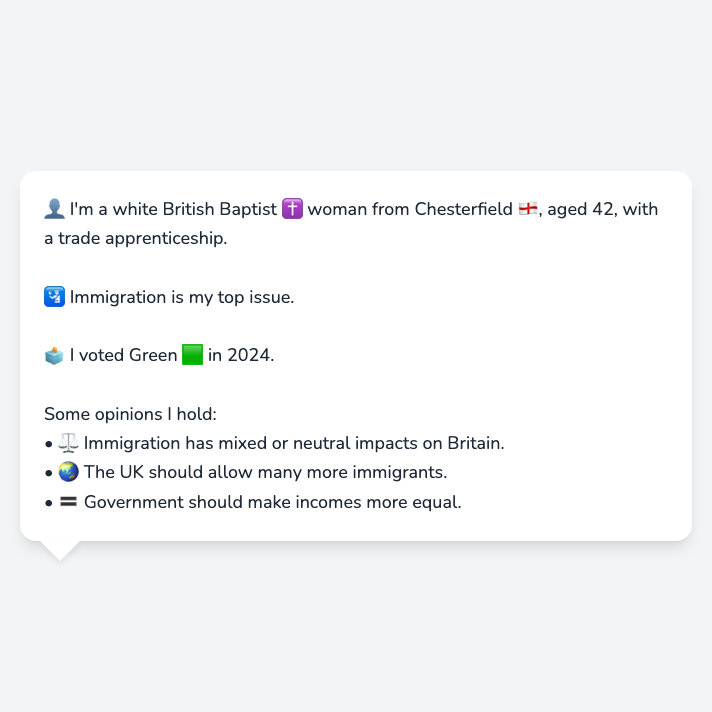 👤 I'm a white British Baptist ✝️ woman from Chesterfield 🏴󠁧󠁢󠁥󠁮󠁧󠁿, aged 42, with
a trade apprenticeship.
🛂 Immigration is my top issue.
🗳️ I voted Green 🟩 in 2024.
Some opinions I hold:
• ⚖️ Immigration has mixed or neutral impacts on Britain.
• 🌏 The UK should allow many more immigrants.
• 🟰 Government should make incomes more equal.